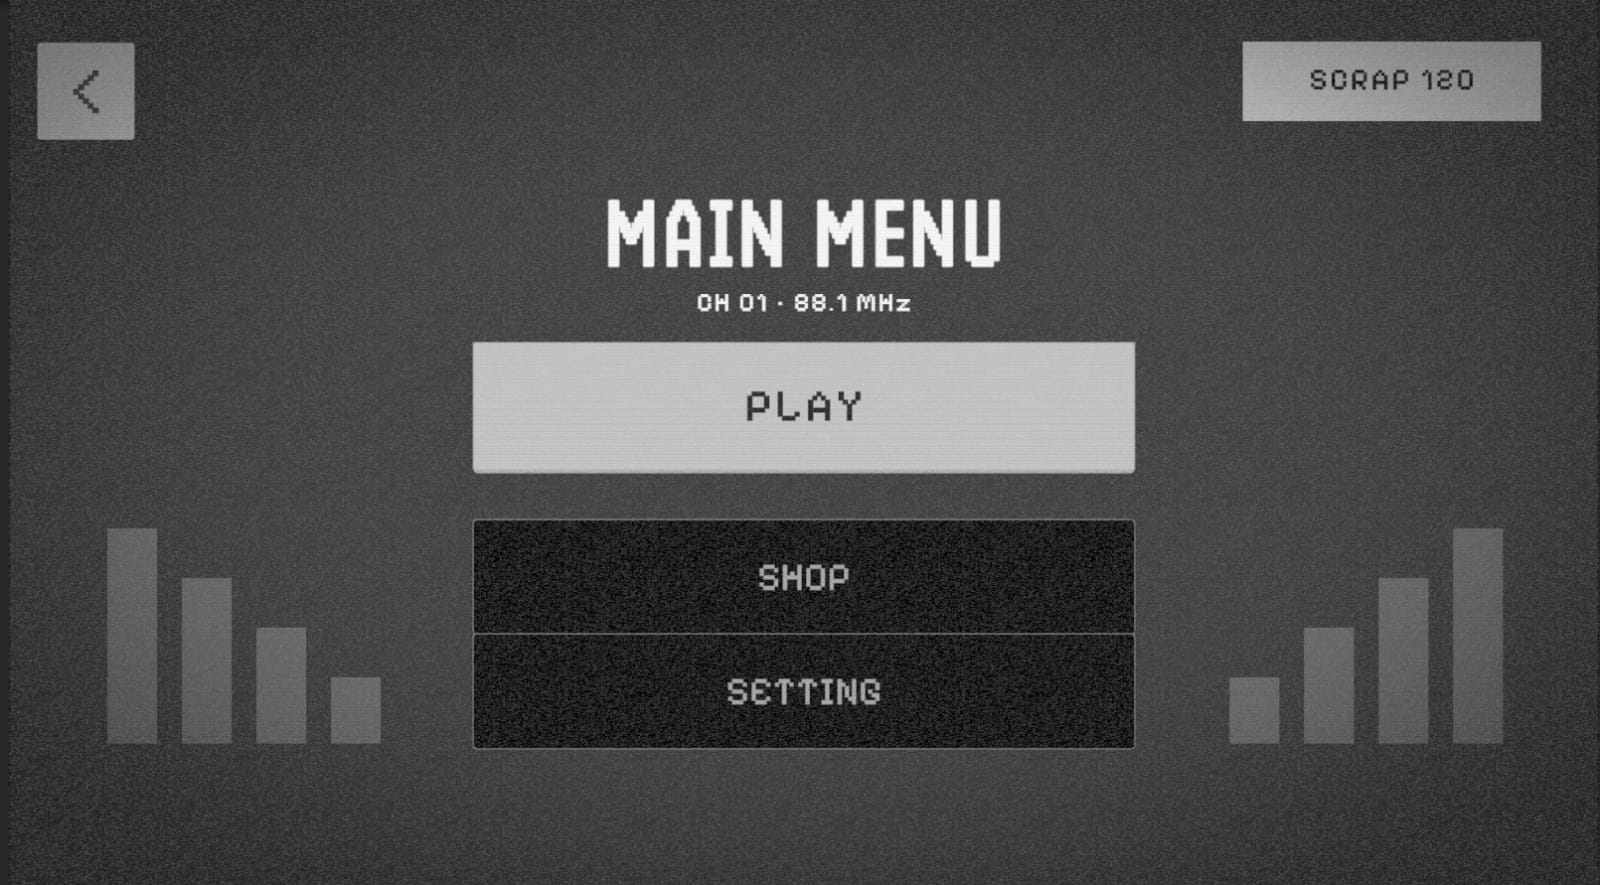 SCRAP 120
MAIN MENU
CH 01 · 88.1 MHz
PLAY
SHOP
SETTING